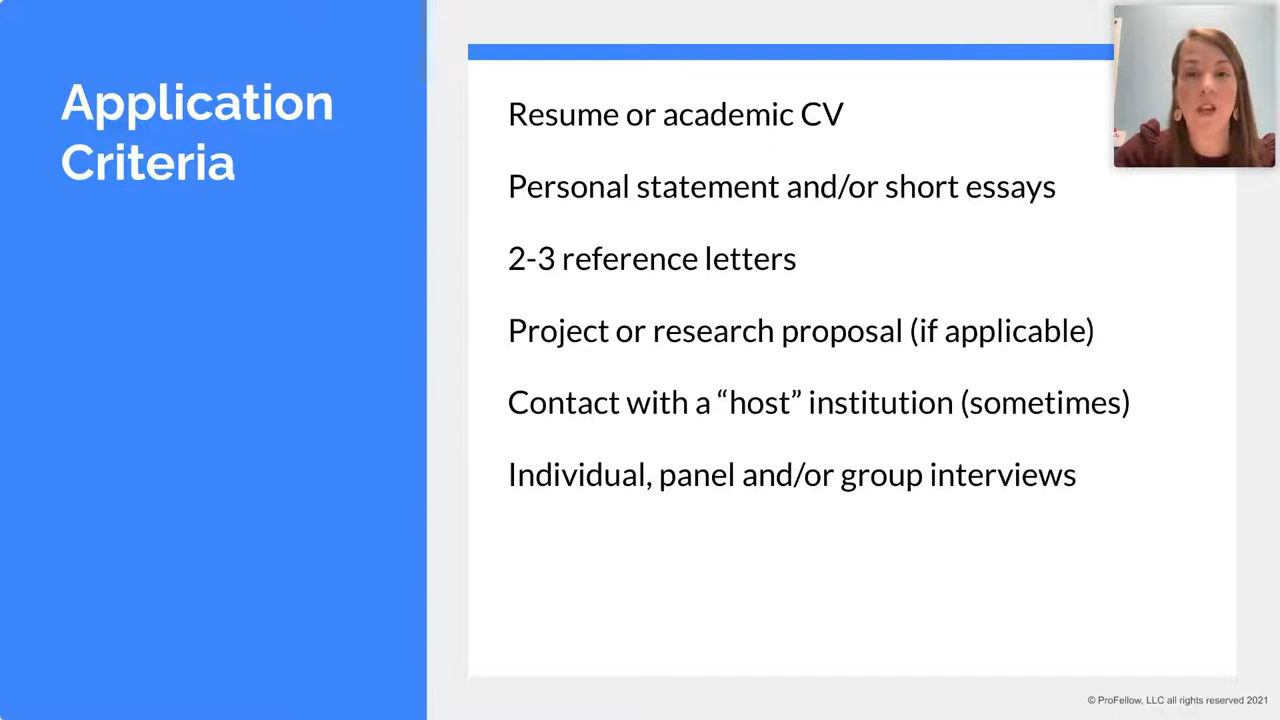 Application
Criteria
Resume or academic CV
Personal statement and/or short essays
2-3 reference letters
Project or research proposal (if applicable)
Contact with a “host” institution (sometimes)
Individual, panel and/or group interviews
© ProFellow, LLC all rights reserved 2021